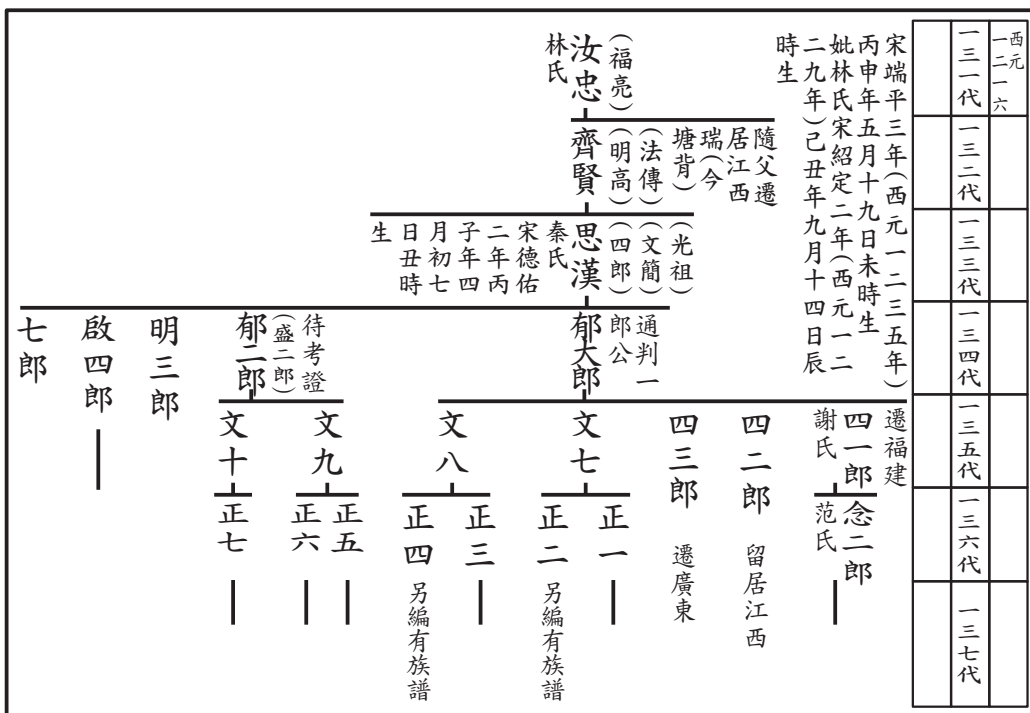 西元
一二一六
一三一代
一三二代
一三三代
一三四代
一三五代
一三六代
一三七代
宋端平三年(西元一二三五年)
丙申年五月十九日未時生
妣林氏宋紹定二年(西元一二
二九年)己丑年九月十四日辰
時生
(福亮)
汝忠
林氏
隨父遷
居江西
瑞(今
塘背)
(法傳)
(明高)
齊賢
(光祖)
(文簡)
(四郎)
思漢
秦氏
宋德佑
二年丙
子年四
月初七
日丑時
生
通判一
郎公
郁大郎
待考證
(盛二郎)
郁二郎
明三郎
啟四郎
七郎
遷福建
四一郎
謝氏
四二郎
留居江西
四三郎
遷廣東
文七
文八
文九
文十
念二郎
范氏
正一
正二
另編有族譜
正三
正四
另編有族譜
正五
正六
正七